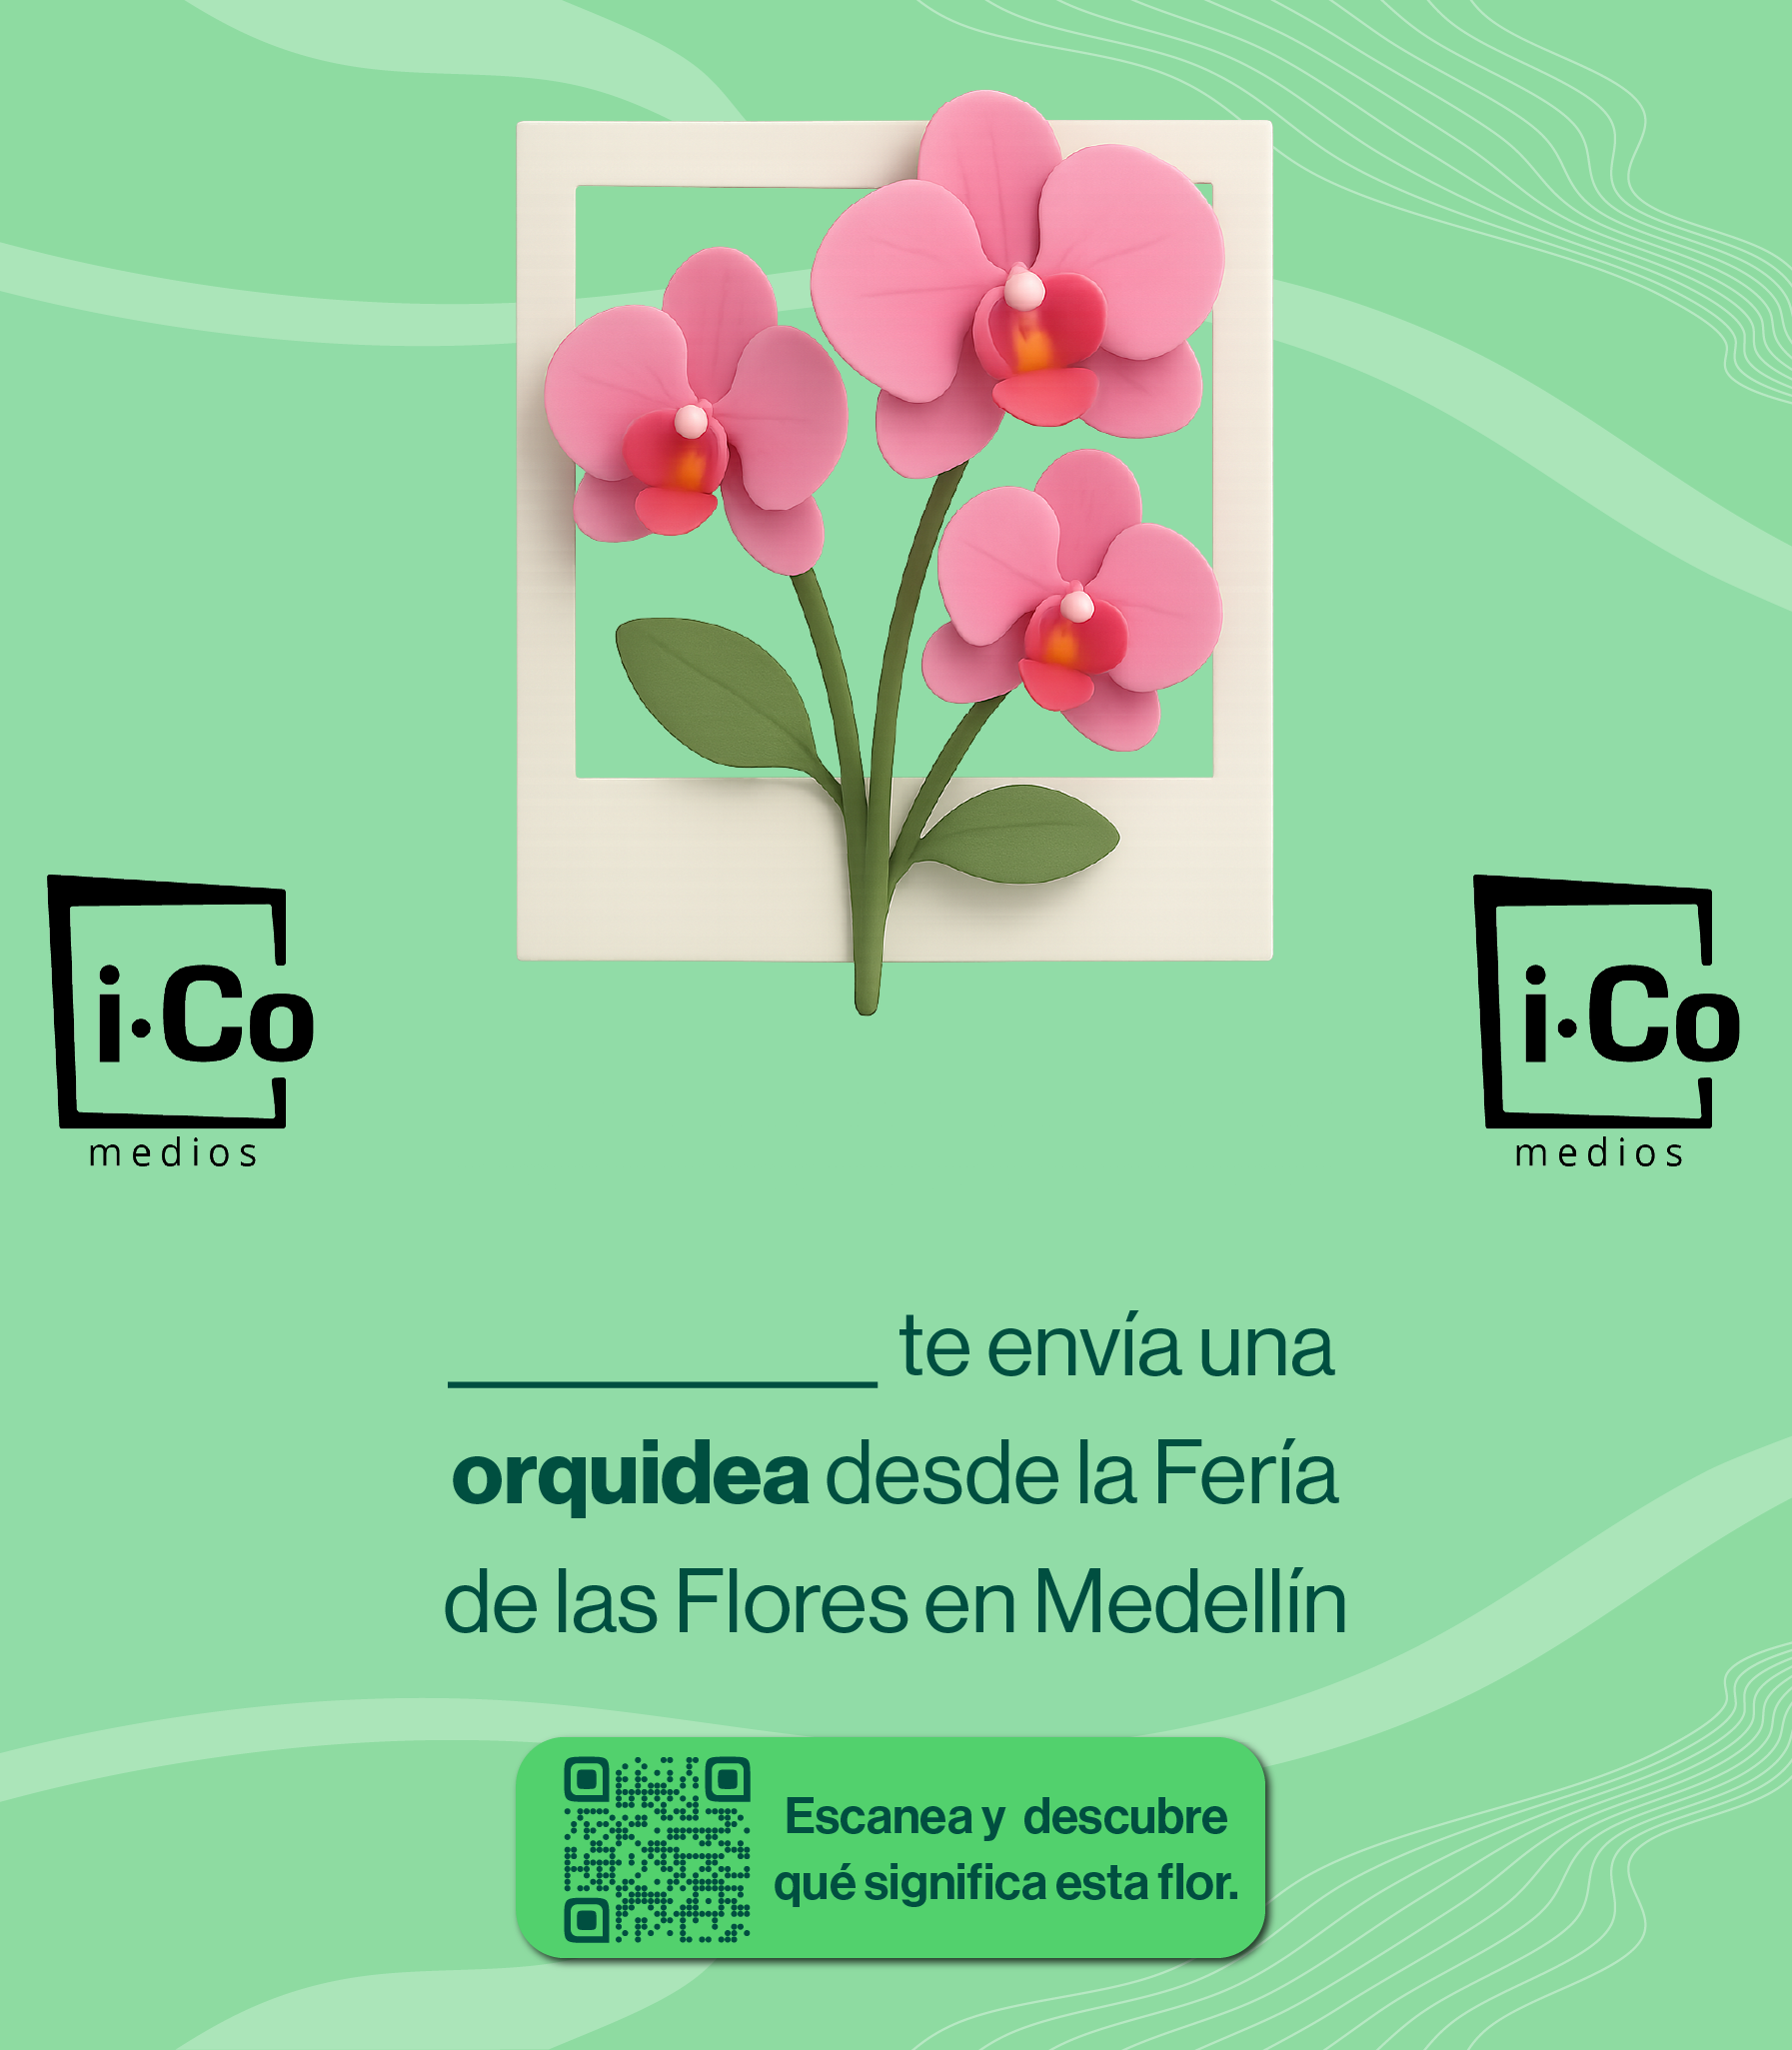 i·Co
medios
i·Co
medios
__________ te envía una
orquidea desde la Fería
de las Flores en Medellín
Escanea y descubre
qué significa esta flor.